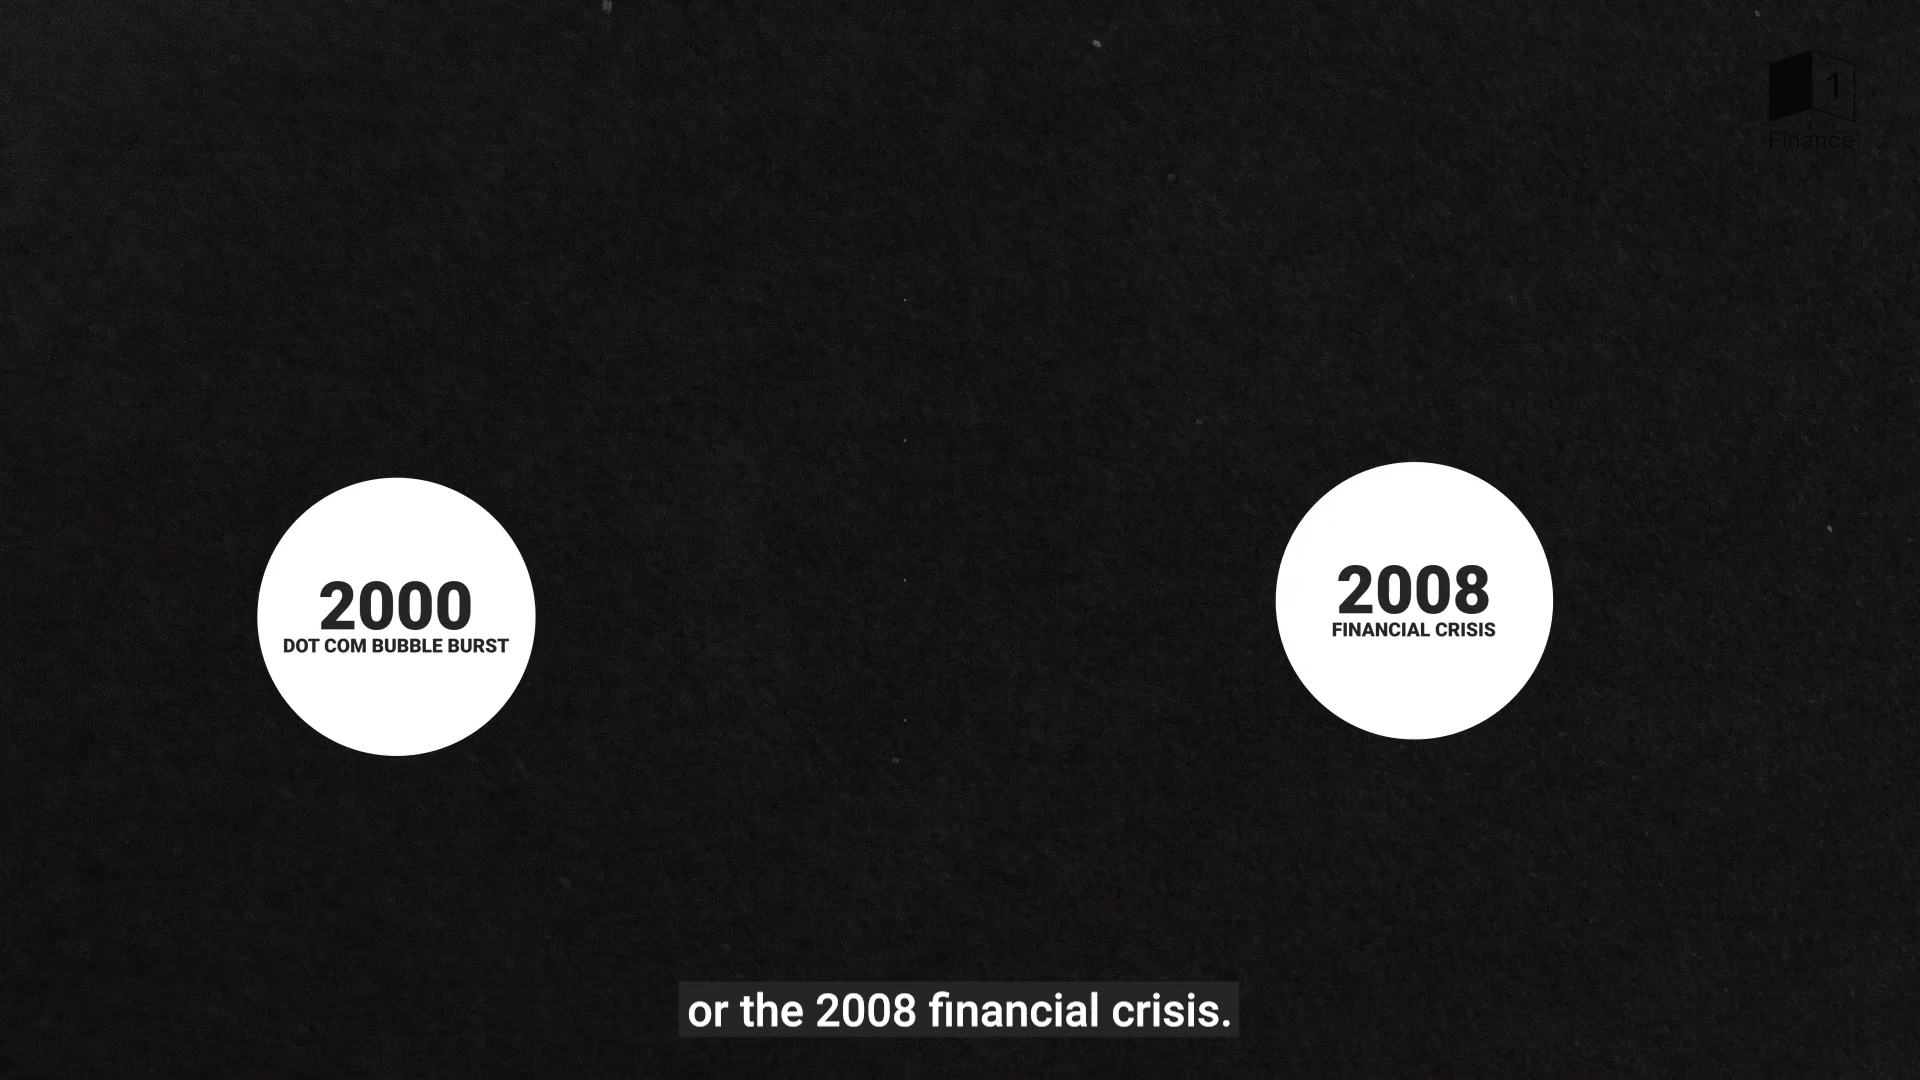 1
Finance
2000
DOT COM BUBBLE BURST
2008
FINANCIAL CRISIS
or the 2008 financial crisis.